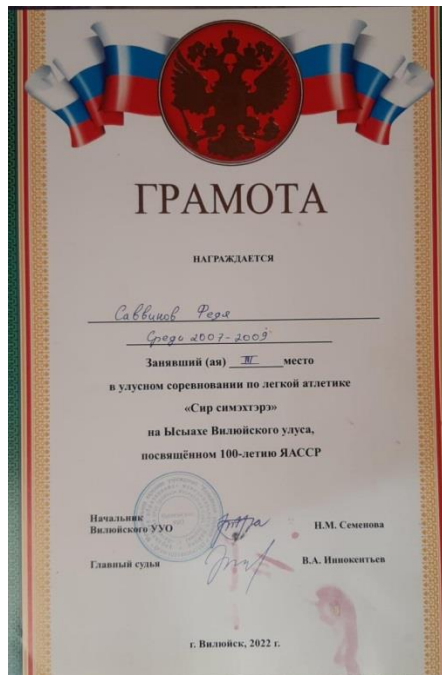 ГРАМОТА
НАГРАЖДАЕТСЯ
Саввинов Федя
Среди 2007-2009
Занявший (ая) III место
в улусном соревновании по легкой атлетике
«Сир симэхтэрэ»
на Ысыахе Вилюйского улуса,
посвящённом 100-летию ЯАССР
Начальник
Вилюйского УУО Н.М. Семенова
Главный судья В.А. Иннокентьев
г. Вилюйск, 2022 г.